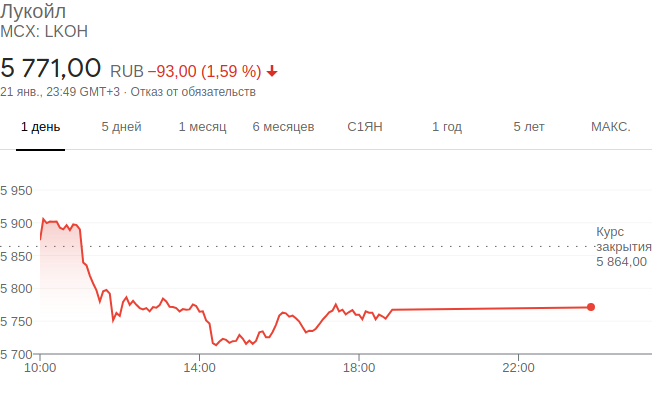 Лукойл
MCX: LKOH
5 771,00 RUB −93,00 (1,59 %)
21 янв., 23:49 GMT+3 · Отказ от обязательств
1 день 5 дней 1 месяц 6 месяцев С1ЯН 1 год 5 лет МАКС.
5 950
5 900
Курс
закрытия
5 864,00
5 850
5 800
5 750
5 700
10:00 14:00 18:00 22:00